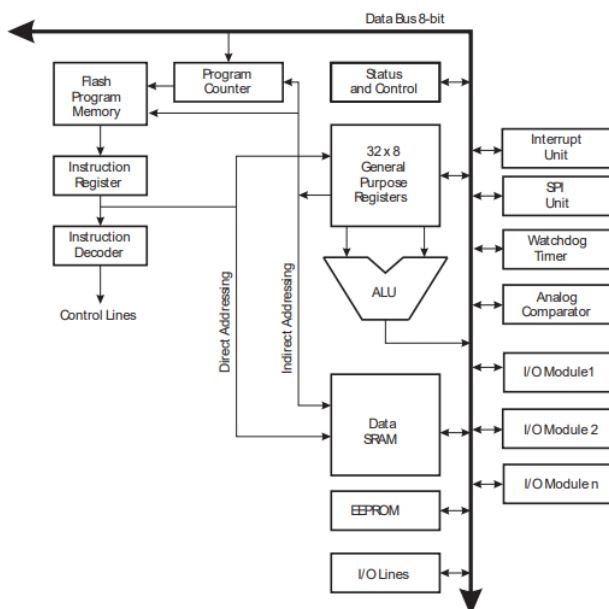 Data Bus 8-bit
Flash
Program
Memory
Program
Counter
Status
and Control
Instruction
Register
32 x 8
General
Purpose
Registers
Interrupt
Unit
SPI
Unit
Instruction
Decoder
Watchdog
Timer
Control Lines
Direct Addressing
Indirect Addressing
ALU
Analog
Comparator
I/O Module1
Data
SRAM
I/O Module 2
I/O Module n
EEPROM
I/O Lines